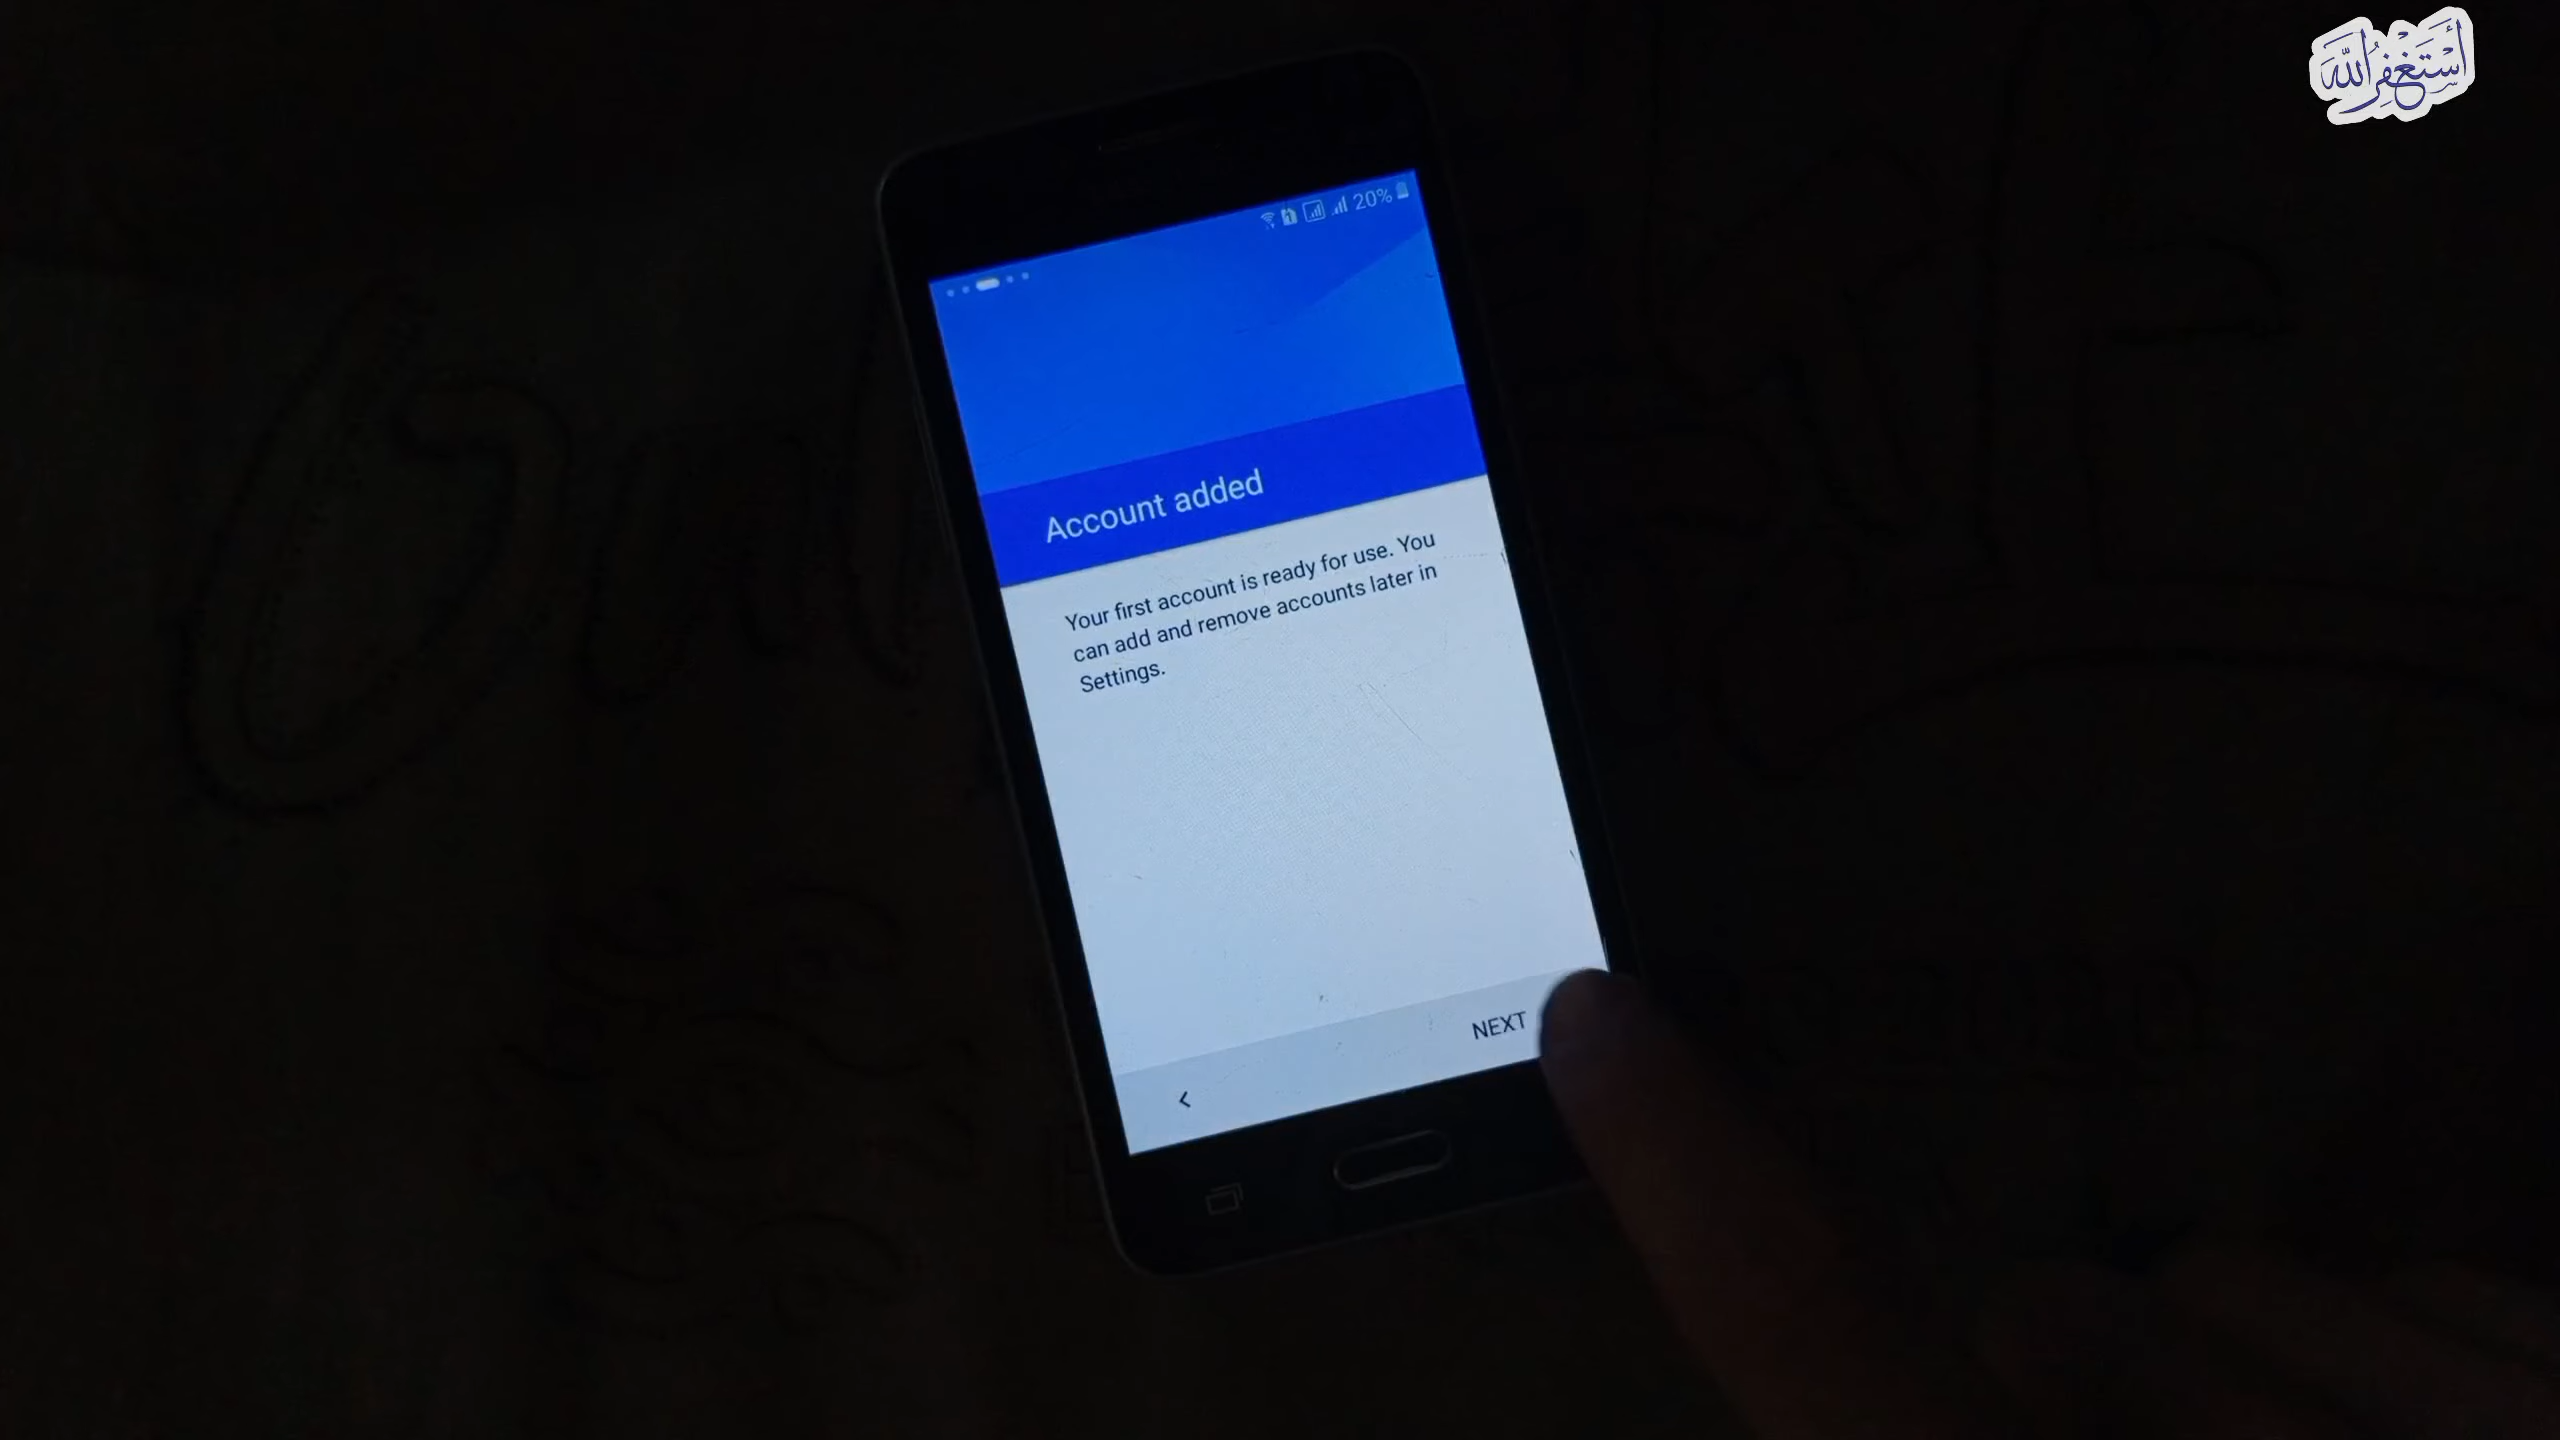 أستغفر الله
20%
Account added
Your first account is ready for use. You
can add and remove accounts later in
Settings.
NEXT